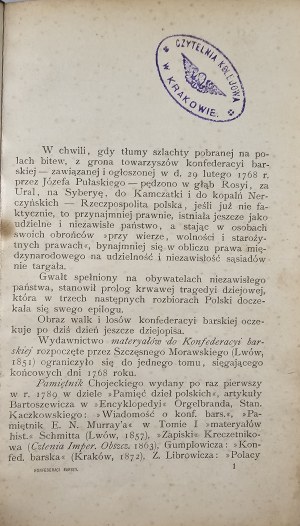 CZYTELNIA KOLEJOWA
W KRAKOWIE.
W chwili, gdy tłumy szlachty pobranej na po-
lach bitew, z grona towarzyszów konfederacyi bar-
skiej — zawiązanej i ogłoszonej w d. 29 lutego 1768 r.
przez Józefa Pułaskiego — pędzono w głąb Rosyi, za
Ural, na Syberyę, do Kamczatki i do kopalń Ner-
czyńskich — Rzeczpospolita polska, jeśli już nie fak-
tycznie, to przynajmniej prawnie, istniała jeszcze jako
udzielne i niezawisłe państwo, a stając w osobach
swoich obrońców »przy wierze, wolności i staroży-
tnych prawach«, bynajmniej się w obliczu prawa mię-
dzynarodowego na udzielność i niezawisłość sąsiadów
nie targała.
Gwałt spełniony na obywatelach niezawisłego
państwa, stanowił prolog krwawej tragedyi dziejowej,
która w trzech następnych rozbiorach Polski docze-
kała się swego epilogu.
Obraz walk i losów konfederacyi barskiej ocze-
kuje po dziś dzień jeszcze dziejopisa.
Wydawnictwo materyałów do Konfederacyi bar-
skiej rozpoczęte przez Szczęsnego Morawskiego (Lwów,
1851) ograniczyło się do jednego tomu, sięgającego
końcowych dni 1768 roku.
Pamiętnik Chojeckiego wydany po raz pierwszy
w r. 1789 w dziele »Pamięć dzieł polskich«, artykuły
Bartoszewicza w »Encyklopedyi« Orgelbranda, Stan.
Kaczkowskiego: »Wiadomość o konf. bars.«, »Pa-
miętnik E. N. Murray'a« w Tomie I »materyałów
hist.« Schmitta (Lwów, 1857), »Zapiski« Kreczetniko-
wa (Cztenia Imper. Obszcz. 1863), Gumplowicza: »Kon-
fed. barska« (Kraków, 1872), Z. Librowicza: »Polacy
KONFEDERACI BARSCY. 1